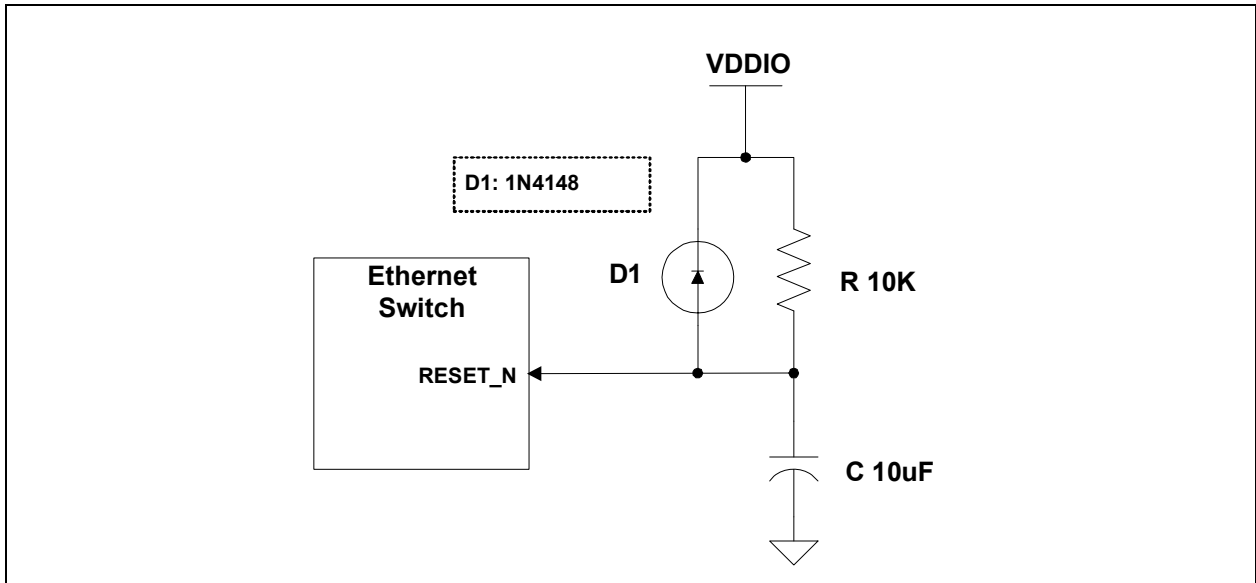 VDDIO
D1: 1N4148
D1
R 10K
Ethernet
Switch
RESET_N
C 10uF